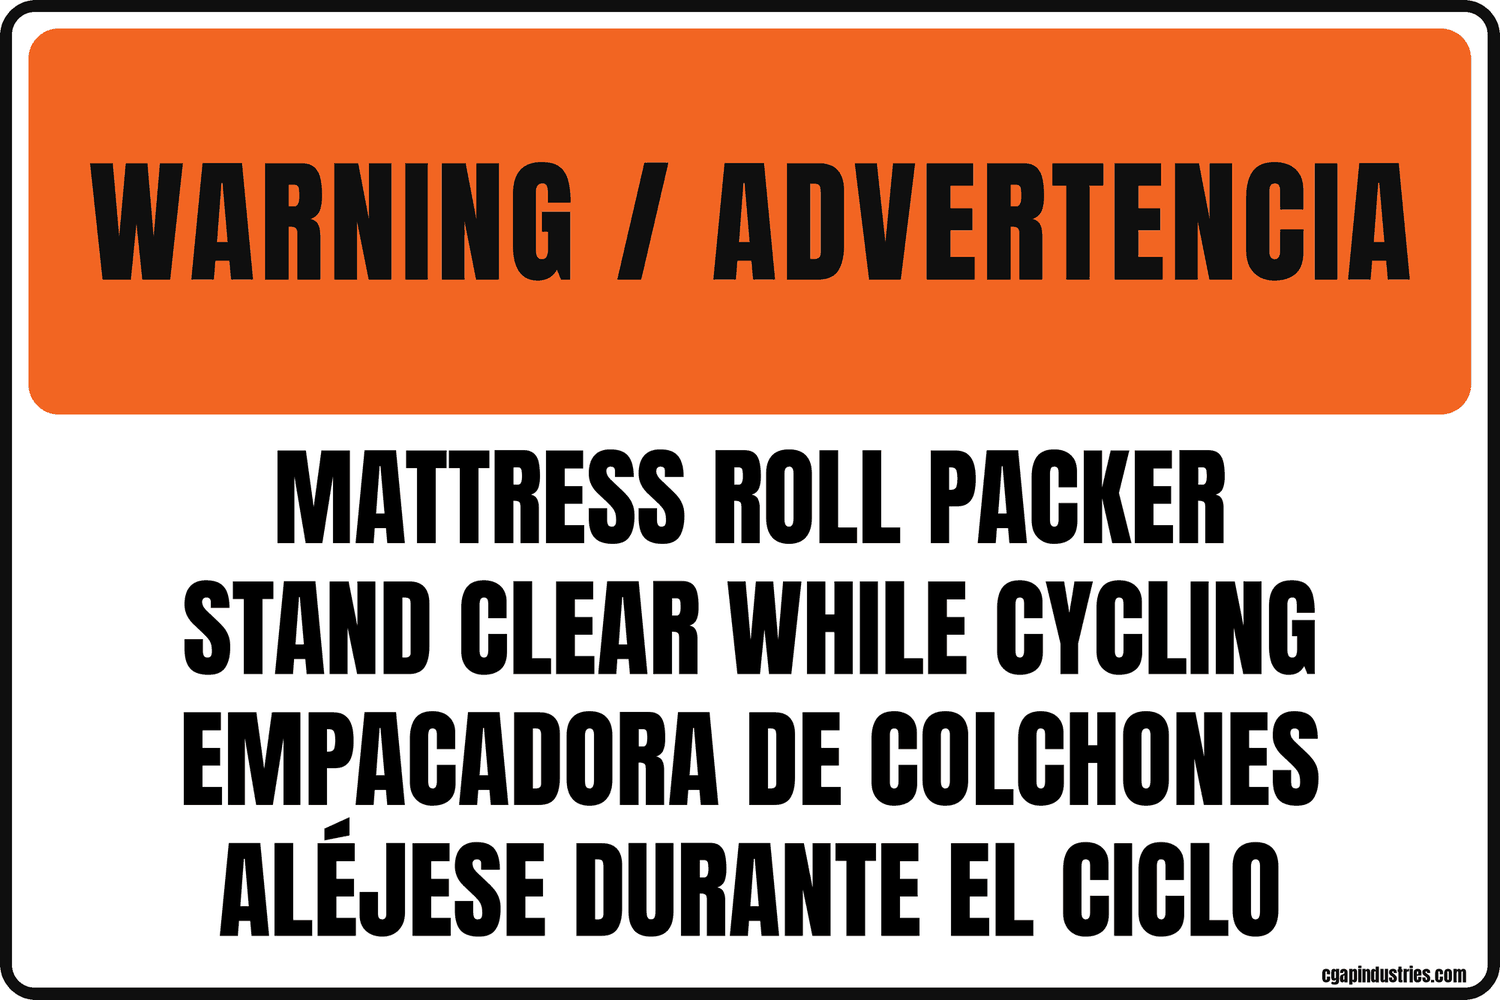 WARNING / ADVERTENCIA
MATTRESS ROLL PACKER
STAND CLEAR WHILE CYCLING
EMPACADORA DE COLCHONES
ALÉJESE DURANTE EL CICLO
cgapindustries.com